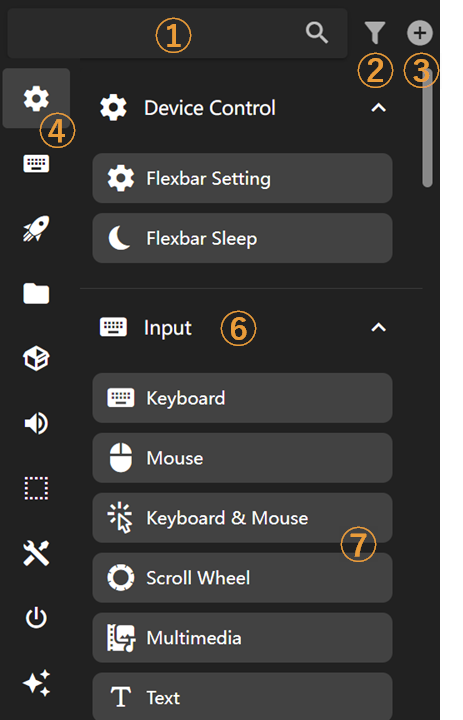 ①
② ③
④
Device Control
Flexbar Setting
Flexbar Sleep
Input ⑥
Keyboard
Mouse
Keyboard & Mouse
⑦
Scroll Wheel
Multimedia
Text